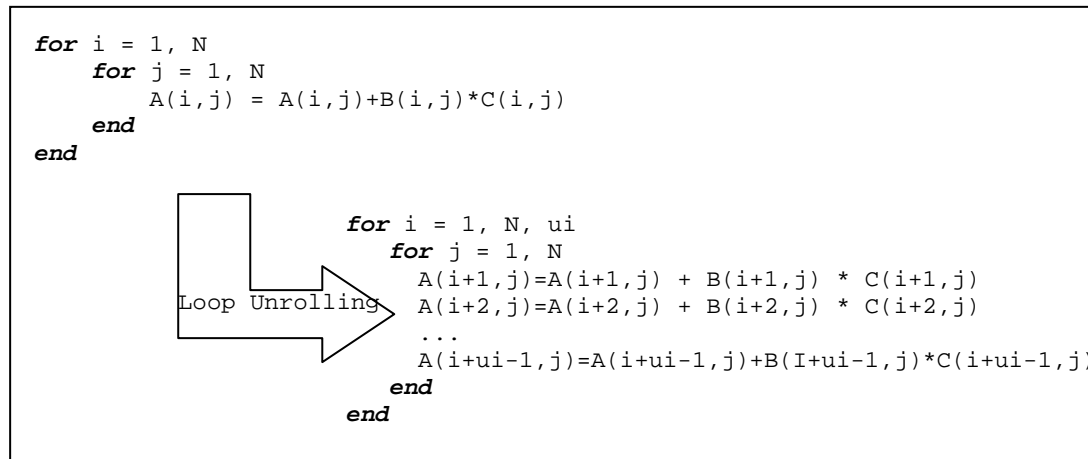 for i = 1, N
for j = 1, N
A(i,j) = A(i,j)+B(i,j)*C(i,j)
end
end
Loop Unrolling
for i = 1, N, ui
for j = 1, N
A(i+1,j)=A(i+1,j) + B(i+1,j) * C(i+1,j)
A(i+2,j)=A(i+2,j) + B(i+2,j) * C(i+2,j)
...
A(i+ui-1,j)=A(i+ui-1,j)+B(I+ui-1,j)*C(i+ui-1,j)
end
end